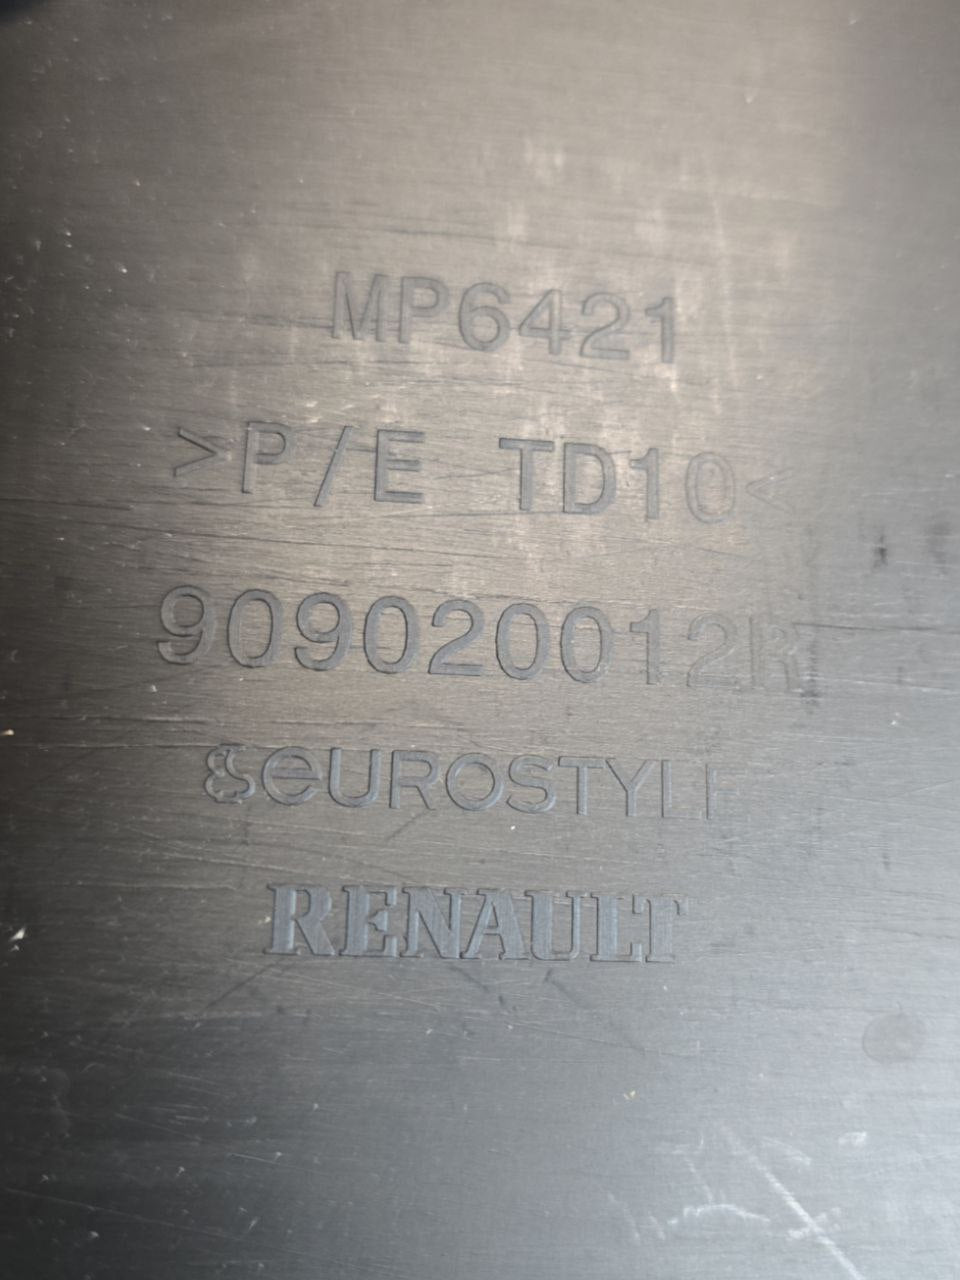 MP6421
>P/E TD10<
909020012R
eUROSTYLE
RENAULT